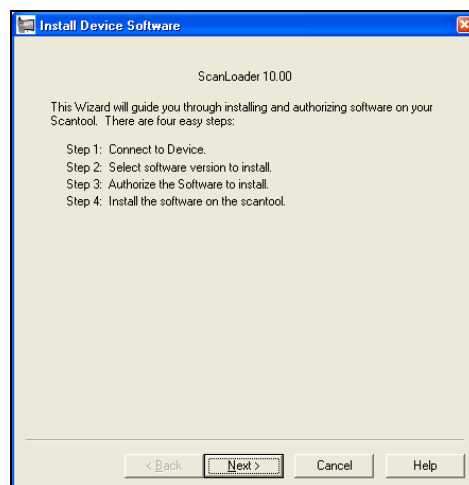 Install Device Software
ScanLoader 10.00
This Wizard will guide you through installing and authorizing software on your
Scantool. There are four easy steps:
Step 1: Connect to Device.
Step 2: Select software version to install.
Step 3: Authorize the Software to install.
Step 4: Install the software on the scantool.
< Back Next > Cancel Help